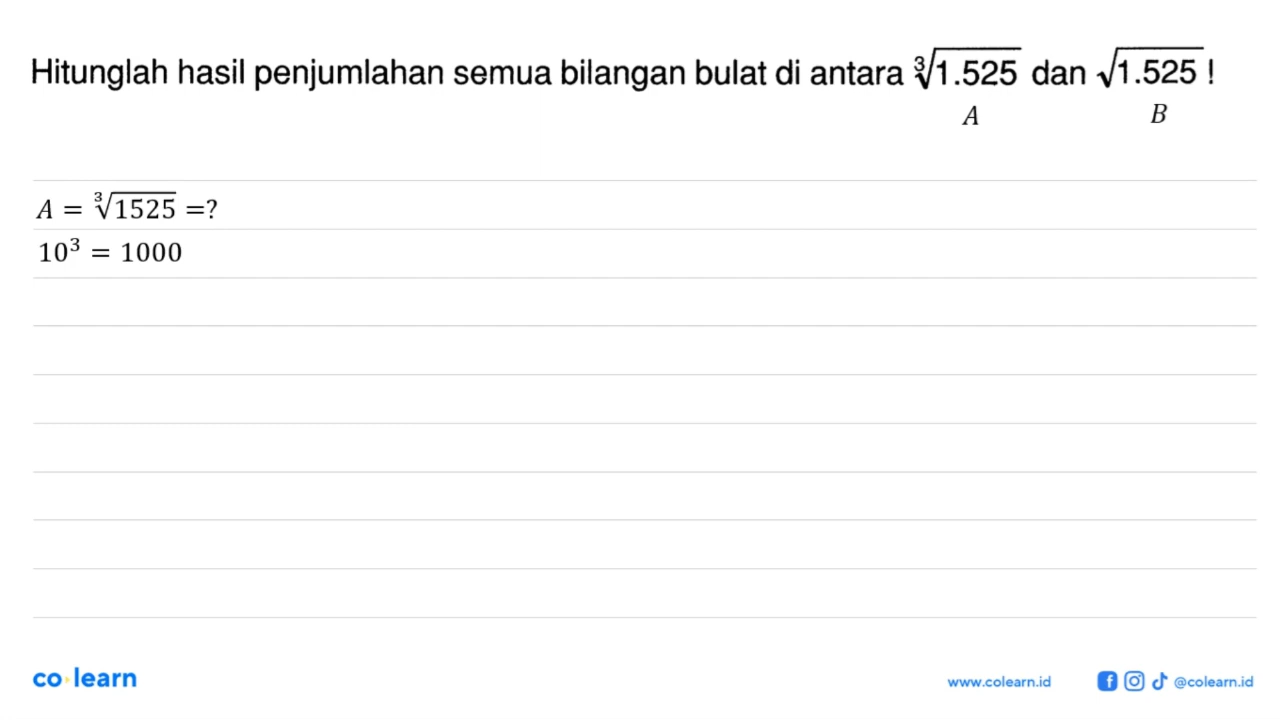 Hitunglah hasil penjumlahan semua bilangan bulat di antara ∛1.525 dan √1.525 !
A B
A = ∛1525 =?
10³ = 1000
co learn
www.colearn.id @colearn.id